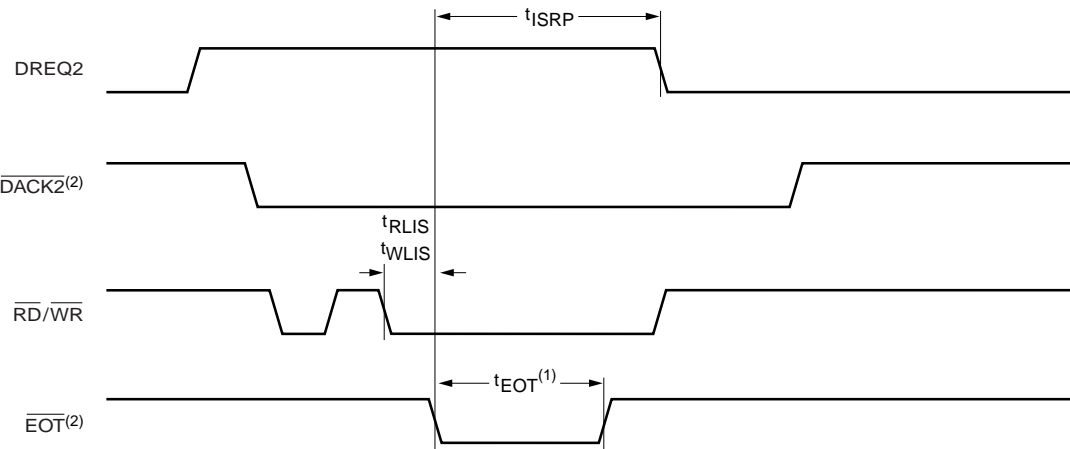 tISRP
DREQ2
DACK2(2)
tRLIS
tWLIS
RD/WR
tEOT(1)
EOT(2)